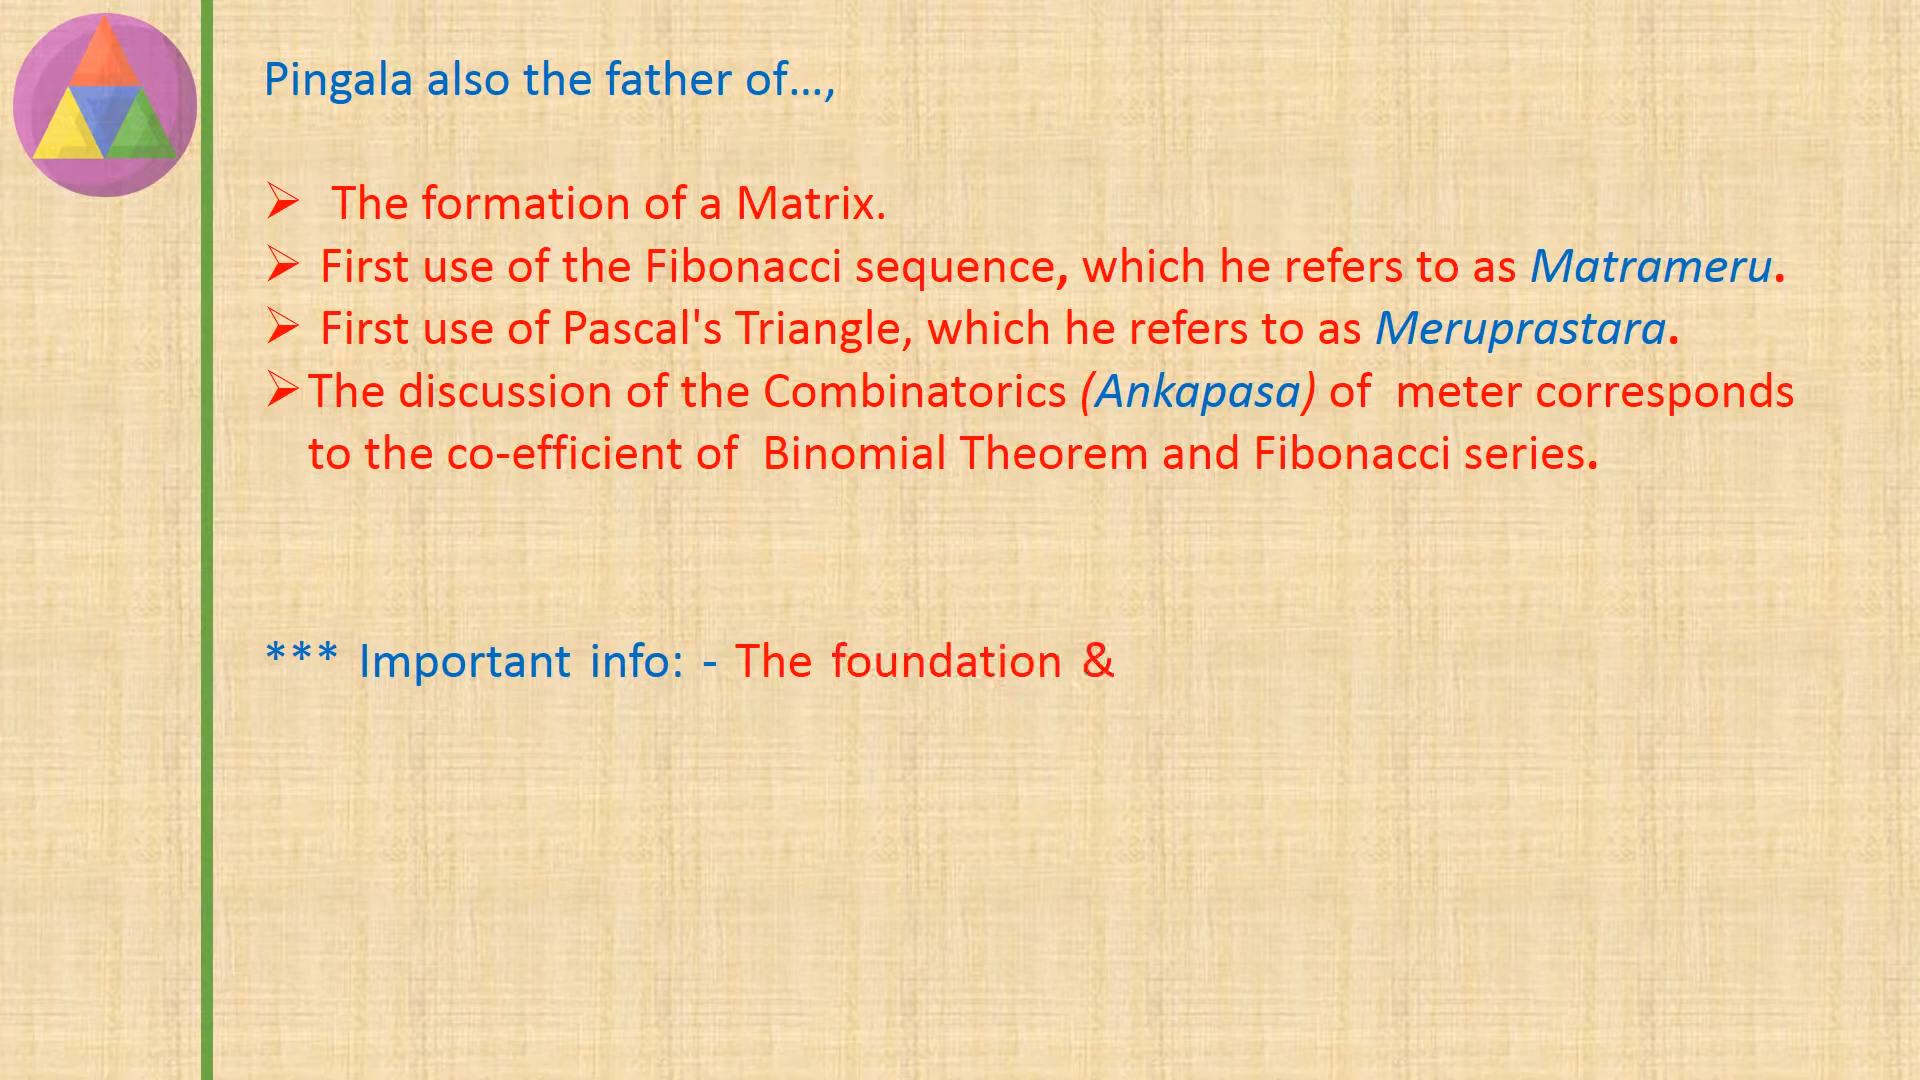 Pingala also the father of...,
➢ The formation of a Matrix.
➢ First use of the Fibonacci sequence, which he refers to as Matrameru.
➢ First use of Pascal's Triangle, which he refers to as Meruprastara.
➢ The discussion of the Combinatorics (Ankapasa) of meter corresponds
to the co-efficient of Binomial Theorem and Fibonacci series.
*** Important info: - The foundation &